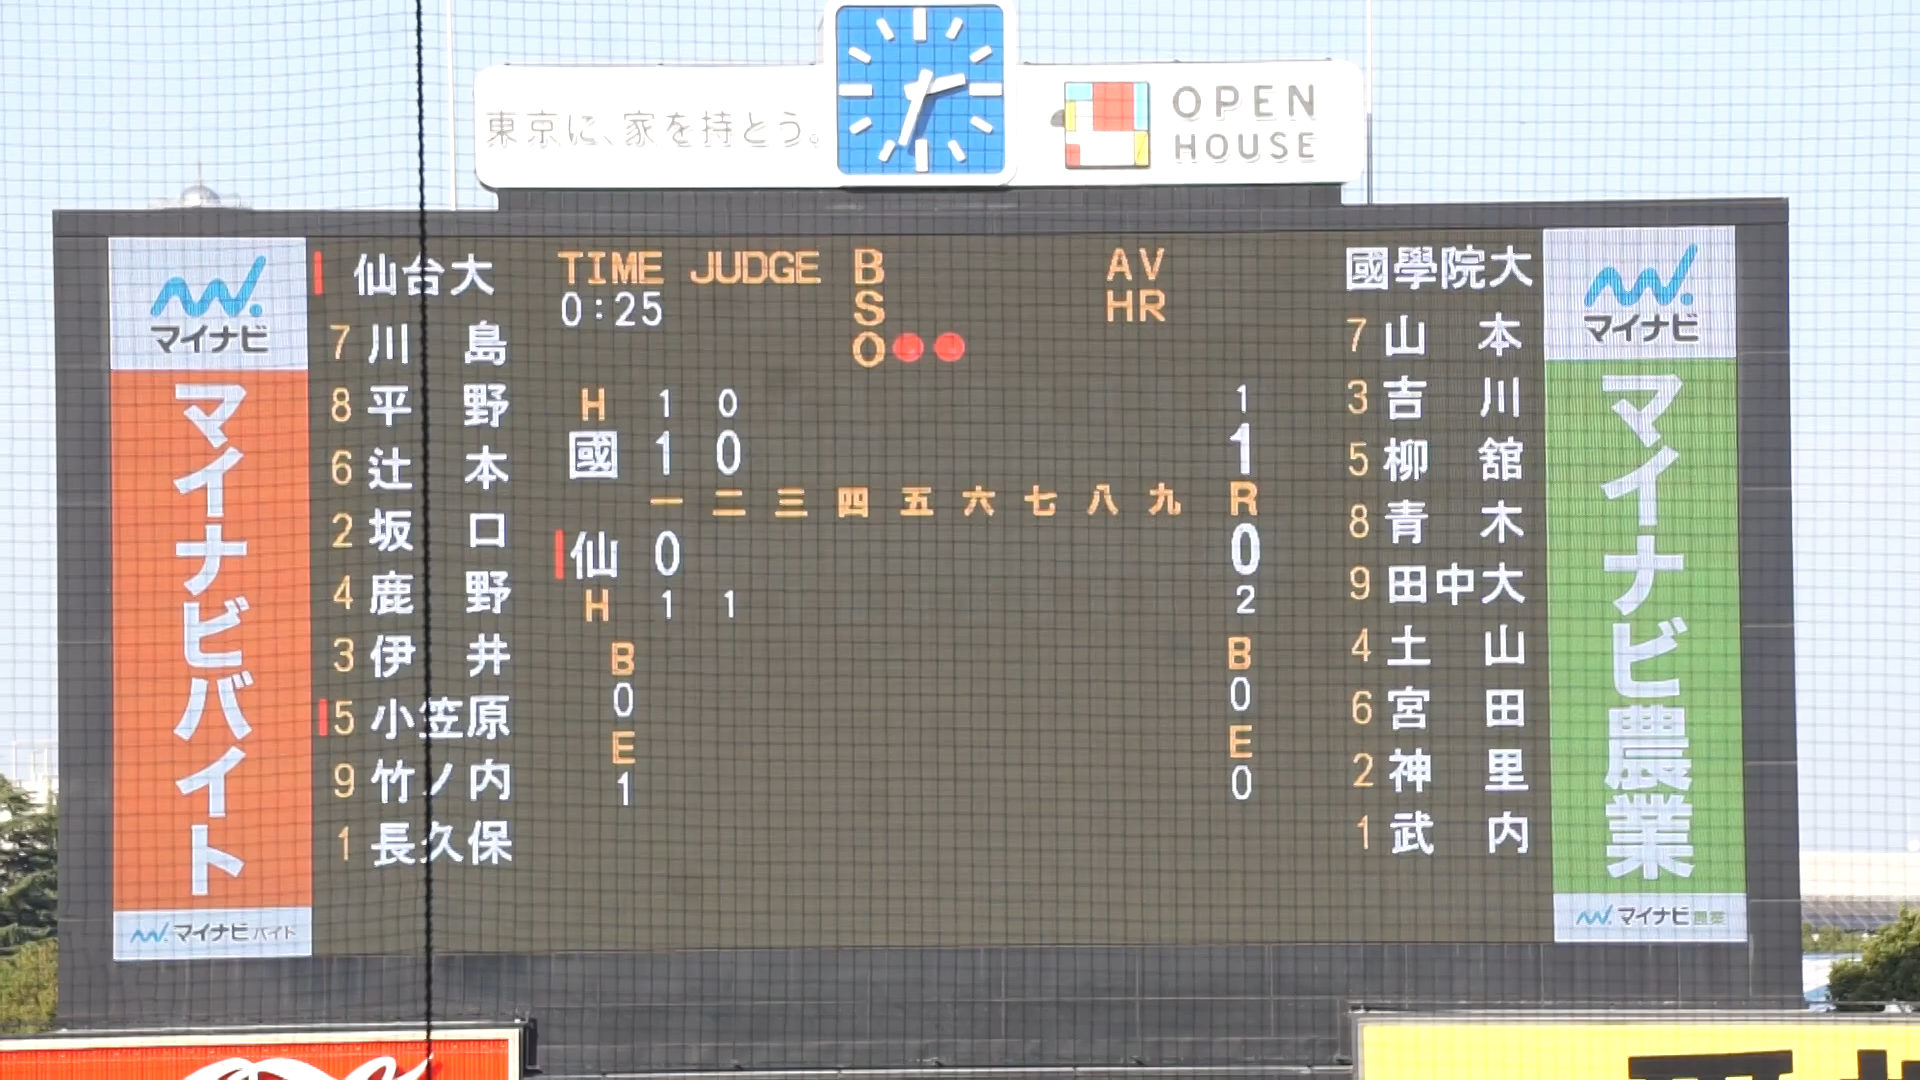 東京に、家を持とう。
OPEN
HOUSE
マイナビ
マイナビバイト
マイナビバイト
仙台大
7 川 島
8 平 野
6 辻 本
2 坂 口
4 鹿 野
3 伊 井
5 小笠原
9 竹ノ内
1 長久保
TIME JUDGE
0:25
B
S
O
AV
HR
H 1 0 1
國 1 0 1
一 二 三 四 五 六 七 八 九 R
仙 0 0
H 1 1 2
B B
0 0
E E
1 0
國學院大
7 山 本
3 吉 川
5 柳 舘
8 青 木
9 田中大
4 土 山
6 宮 田
2 神 里
1 武 内
マイナビ
マイナビ農業
マイナビ農業